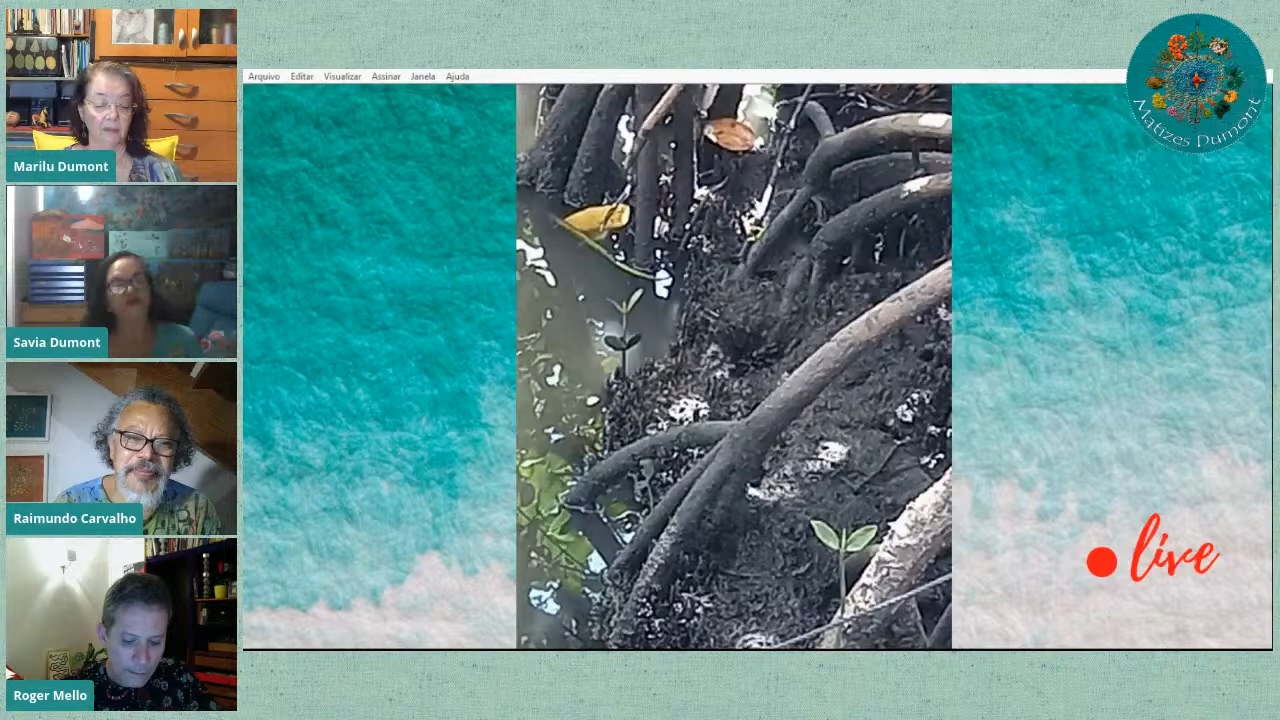 Marilu Dumont
Savia Dumont
Raimundo Carvalho
Roger Mello
Arquivo Editar Visualizar Assinar Janela Ajuda
Matizes Dumont
live